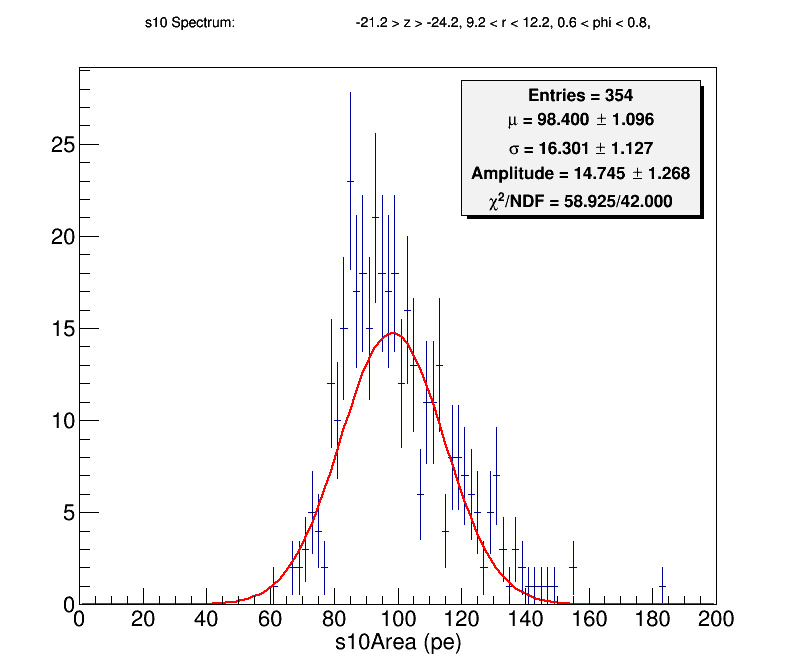 s10 Spectrum: -21.2 > z > -24.2, 9.2 < r < 12.2, 0.6 < phi < 0.8,
Entries = 354
μ = 98.400 ± 1.096
σ = 16.301 ± 1.127
Amplitude = 14.745 ± 1.268
χ²/NDF = 58.925/42.000
25
20
15
10
5
0
0 20 40 60 80 100 120 140 160 180 200
s10Area (pe)